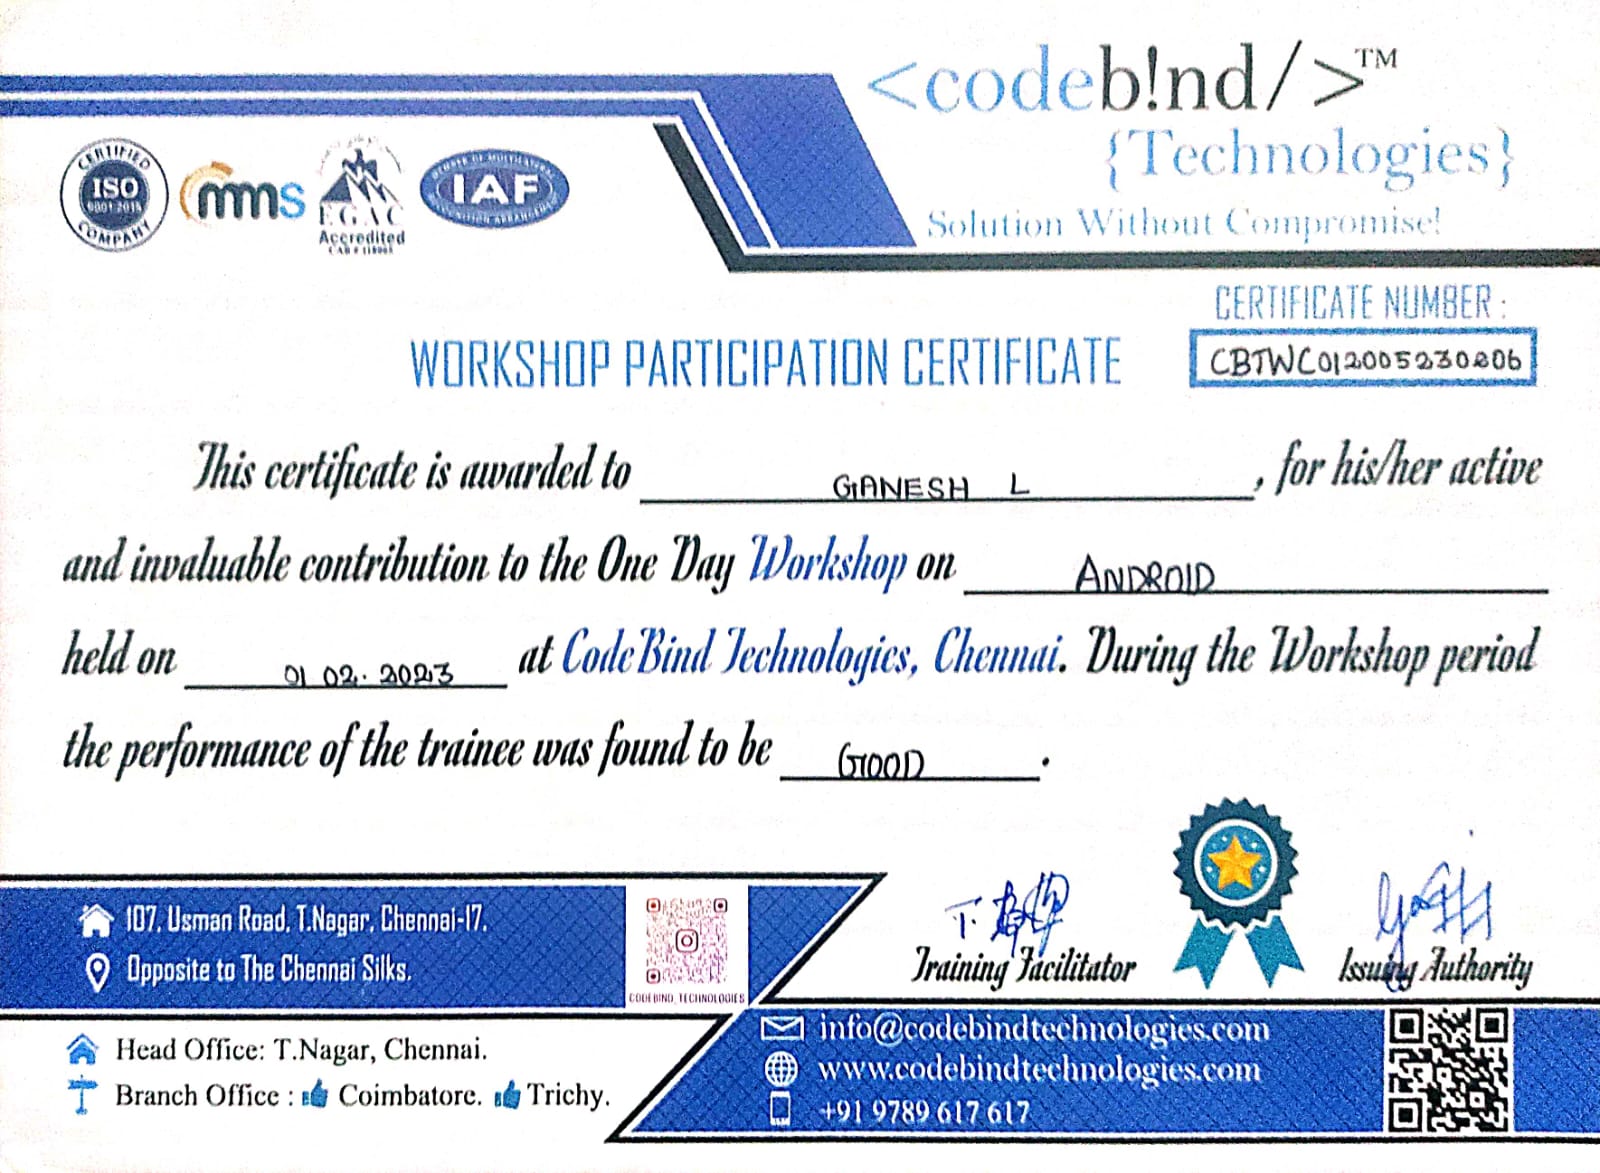 <codeb!nd/>™
{Technologies}
Solution Without Compromise!
CERTIFIED
ISO
9001:2015
COMPANY
mms
EGAC
Accredited
IAF
CERTIFICATE NUMBER :
CBTWC012005230206
WORKSHOP PARTICIPATION CERTIFICATE
This certificate is awarded to GANESH L, for his/her active
and invaluable contribution to the One Day Workshop on ANDROID
held on 01 02. 2023 at CodeBind Technologies, Chennai. During the Workshop period
the performance of the trainee was found to be GOOD.
107, Usman Road, T.Nagar, Chennai-17.
Opposite to The Chennai Silks.
CODEBIND_TECHNOLOGIES
Training Facilitator
Issuing Authority
Head Office: T.Nagar, Chennai.
Branch Office : Coimbatore. Trichy.
info@codebindtechnologies.com
www.codebindtechnologies.com
+91 9789 617 617